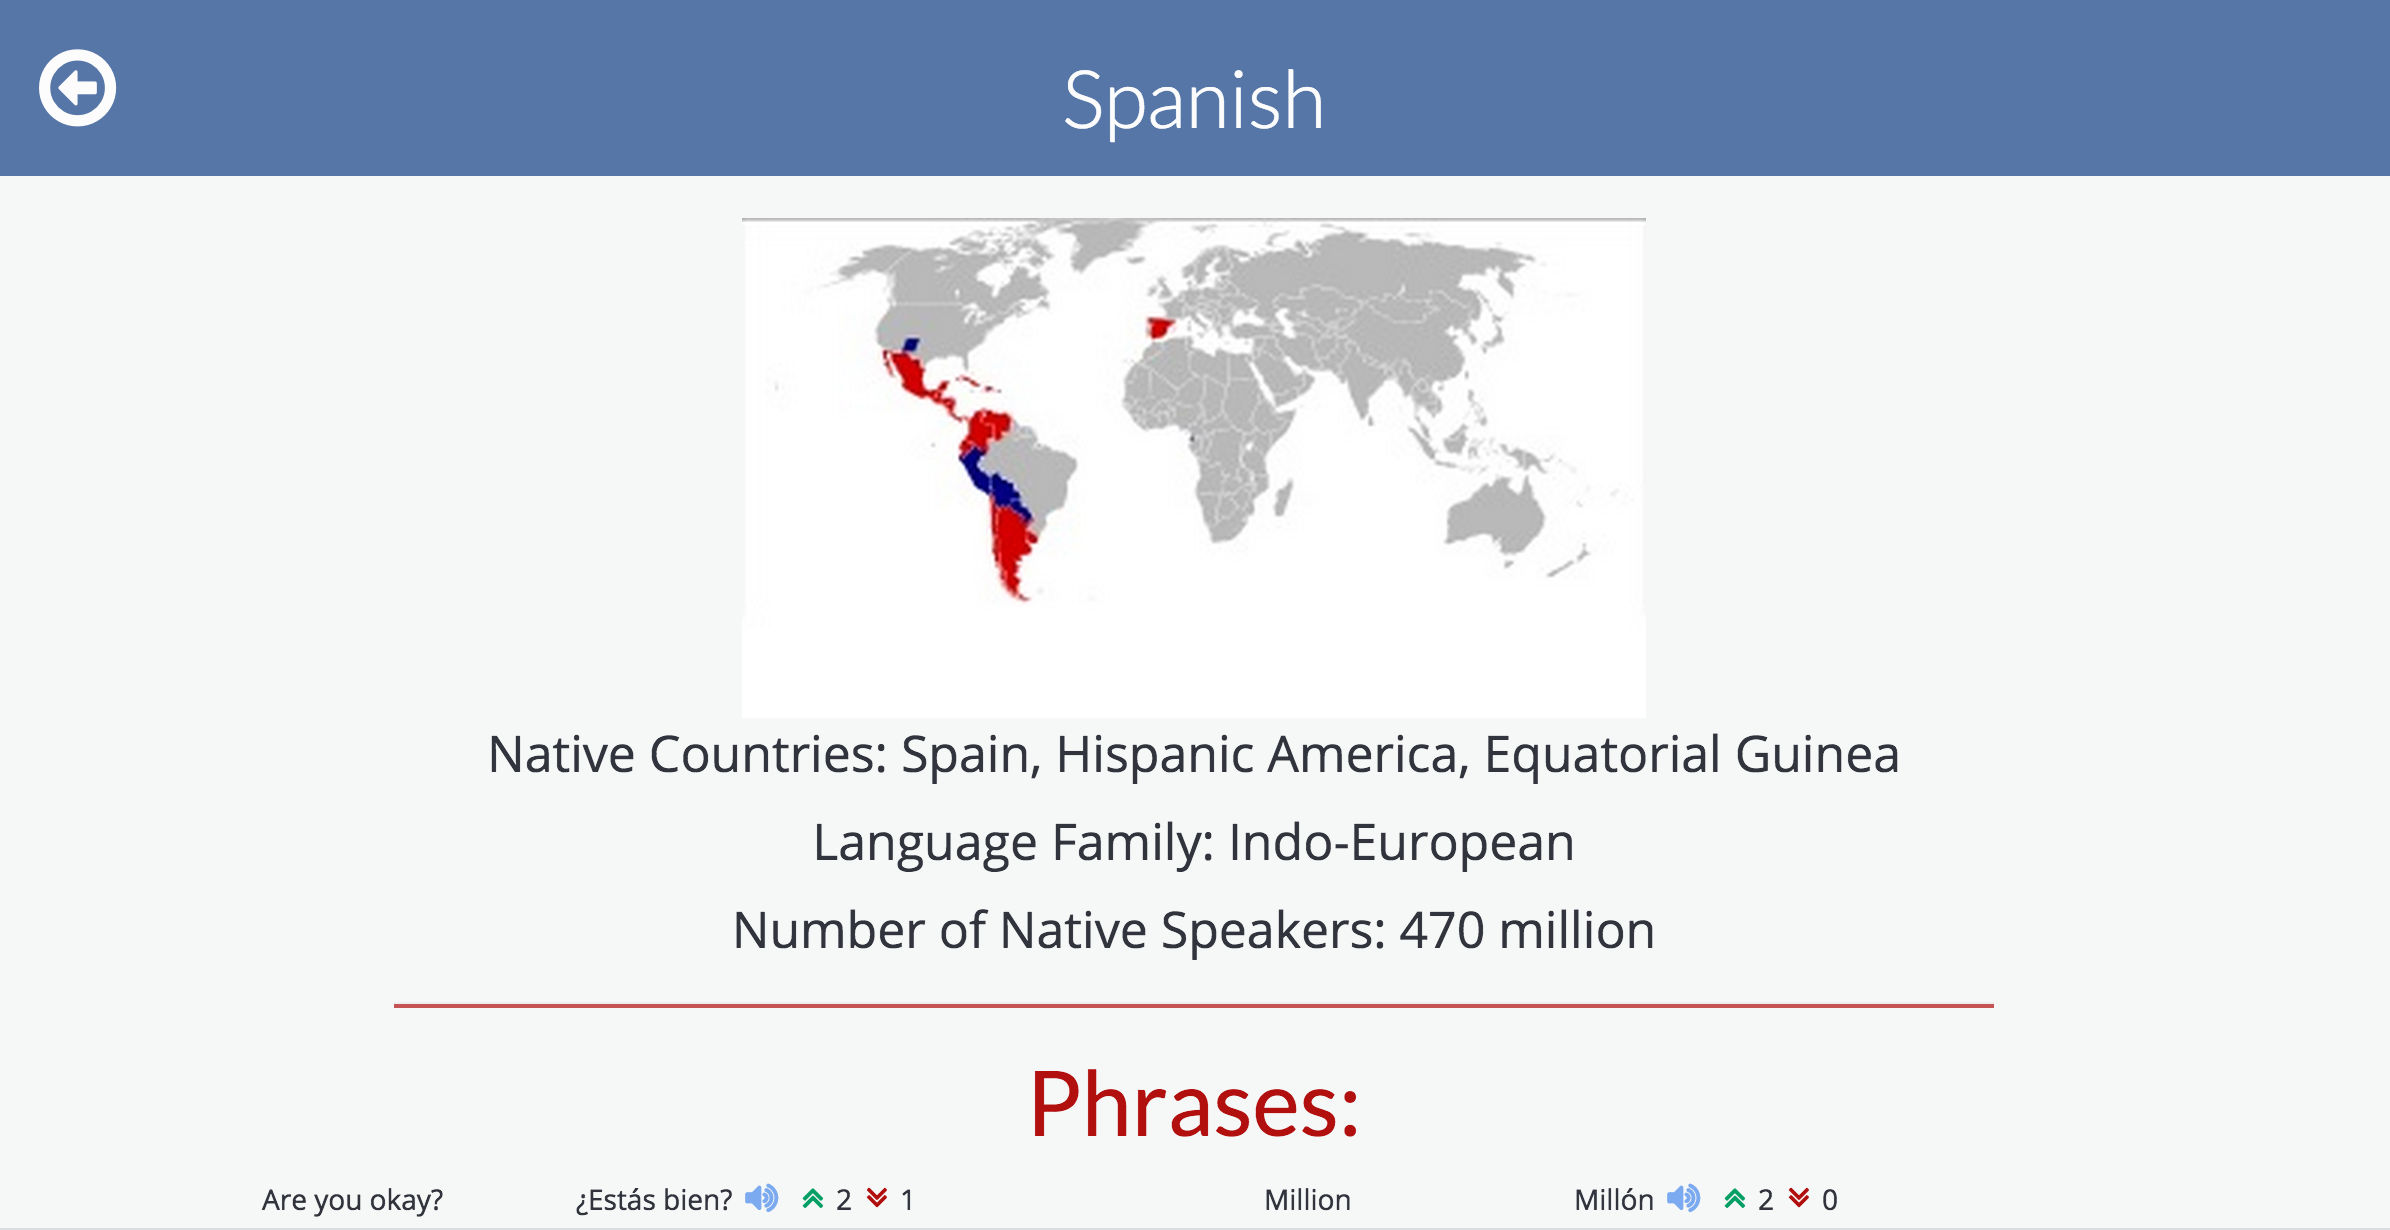 Spanish
Native Countries: Spain, Hispanic America, Equatorial Guinea
Language Family: Indo-European
Number of Native Speakers: 470 million
Phrases:
Are you okay? ¿Estás bien? 2 1 Million Millón 2 0